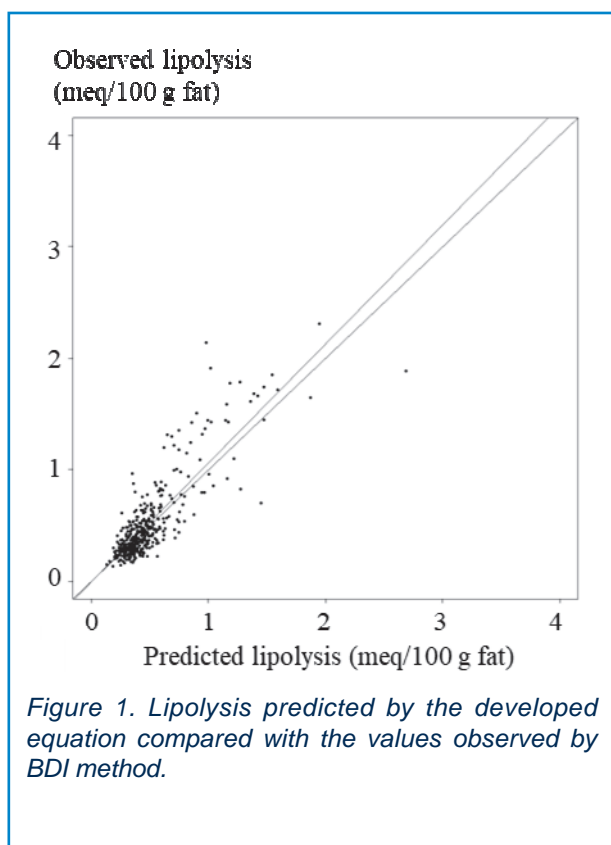 Observed lipolysis
(meq/100 g fat)
4
3
2
1
0
0 1 2 3 4
Predicted lipolysis (meq/100 g fat)
Figure 1. Lipolysis predicted by the developed
equation compared with the values observed by
BDI method.